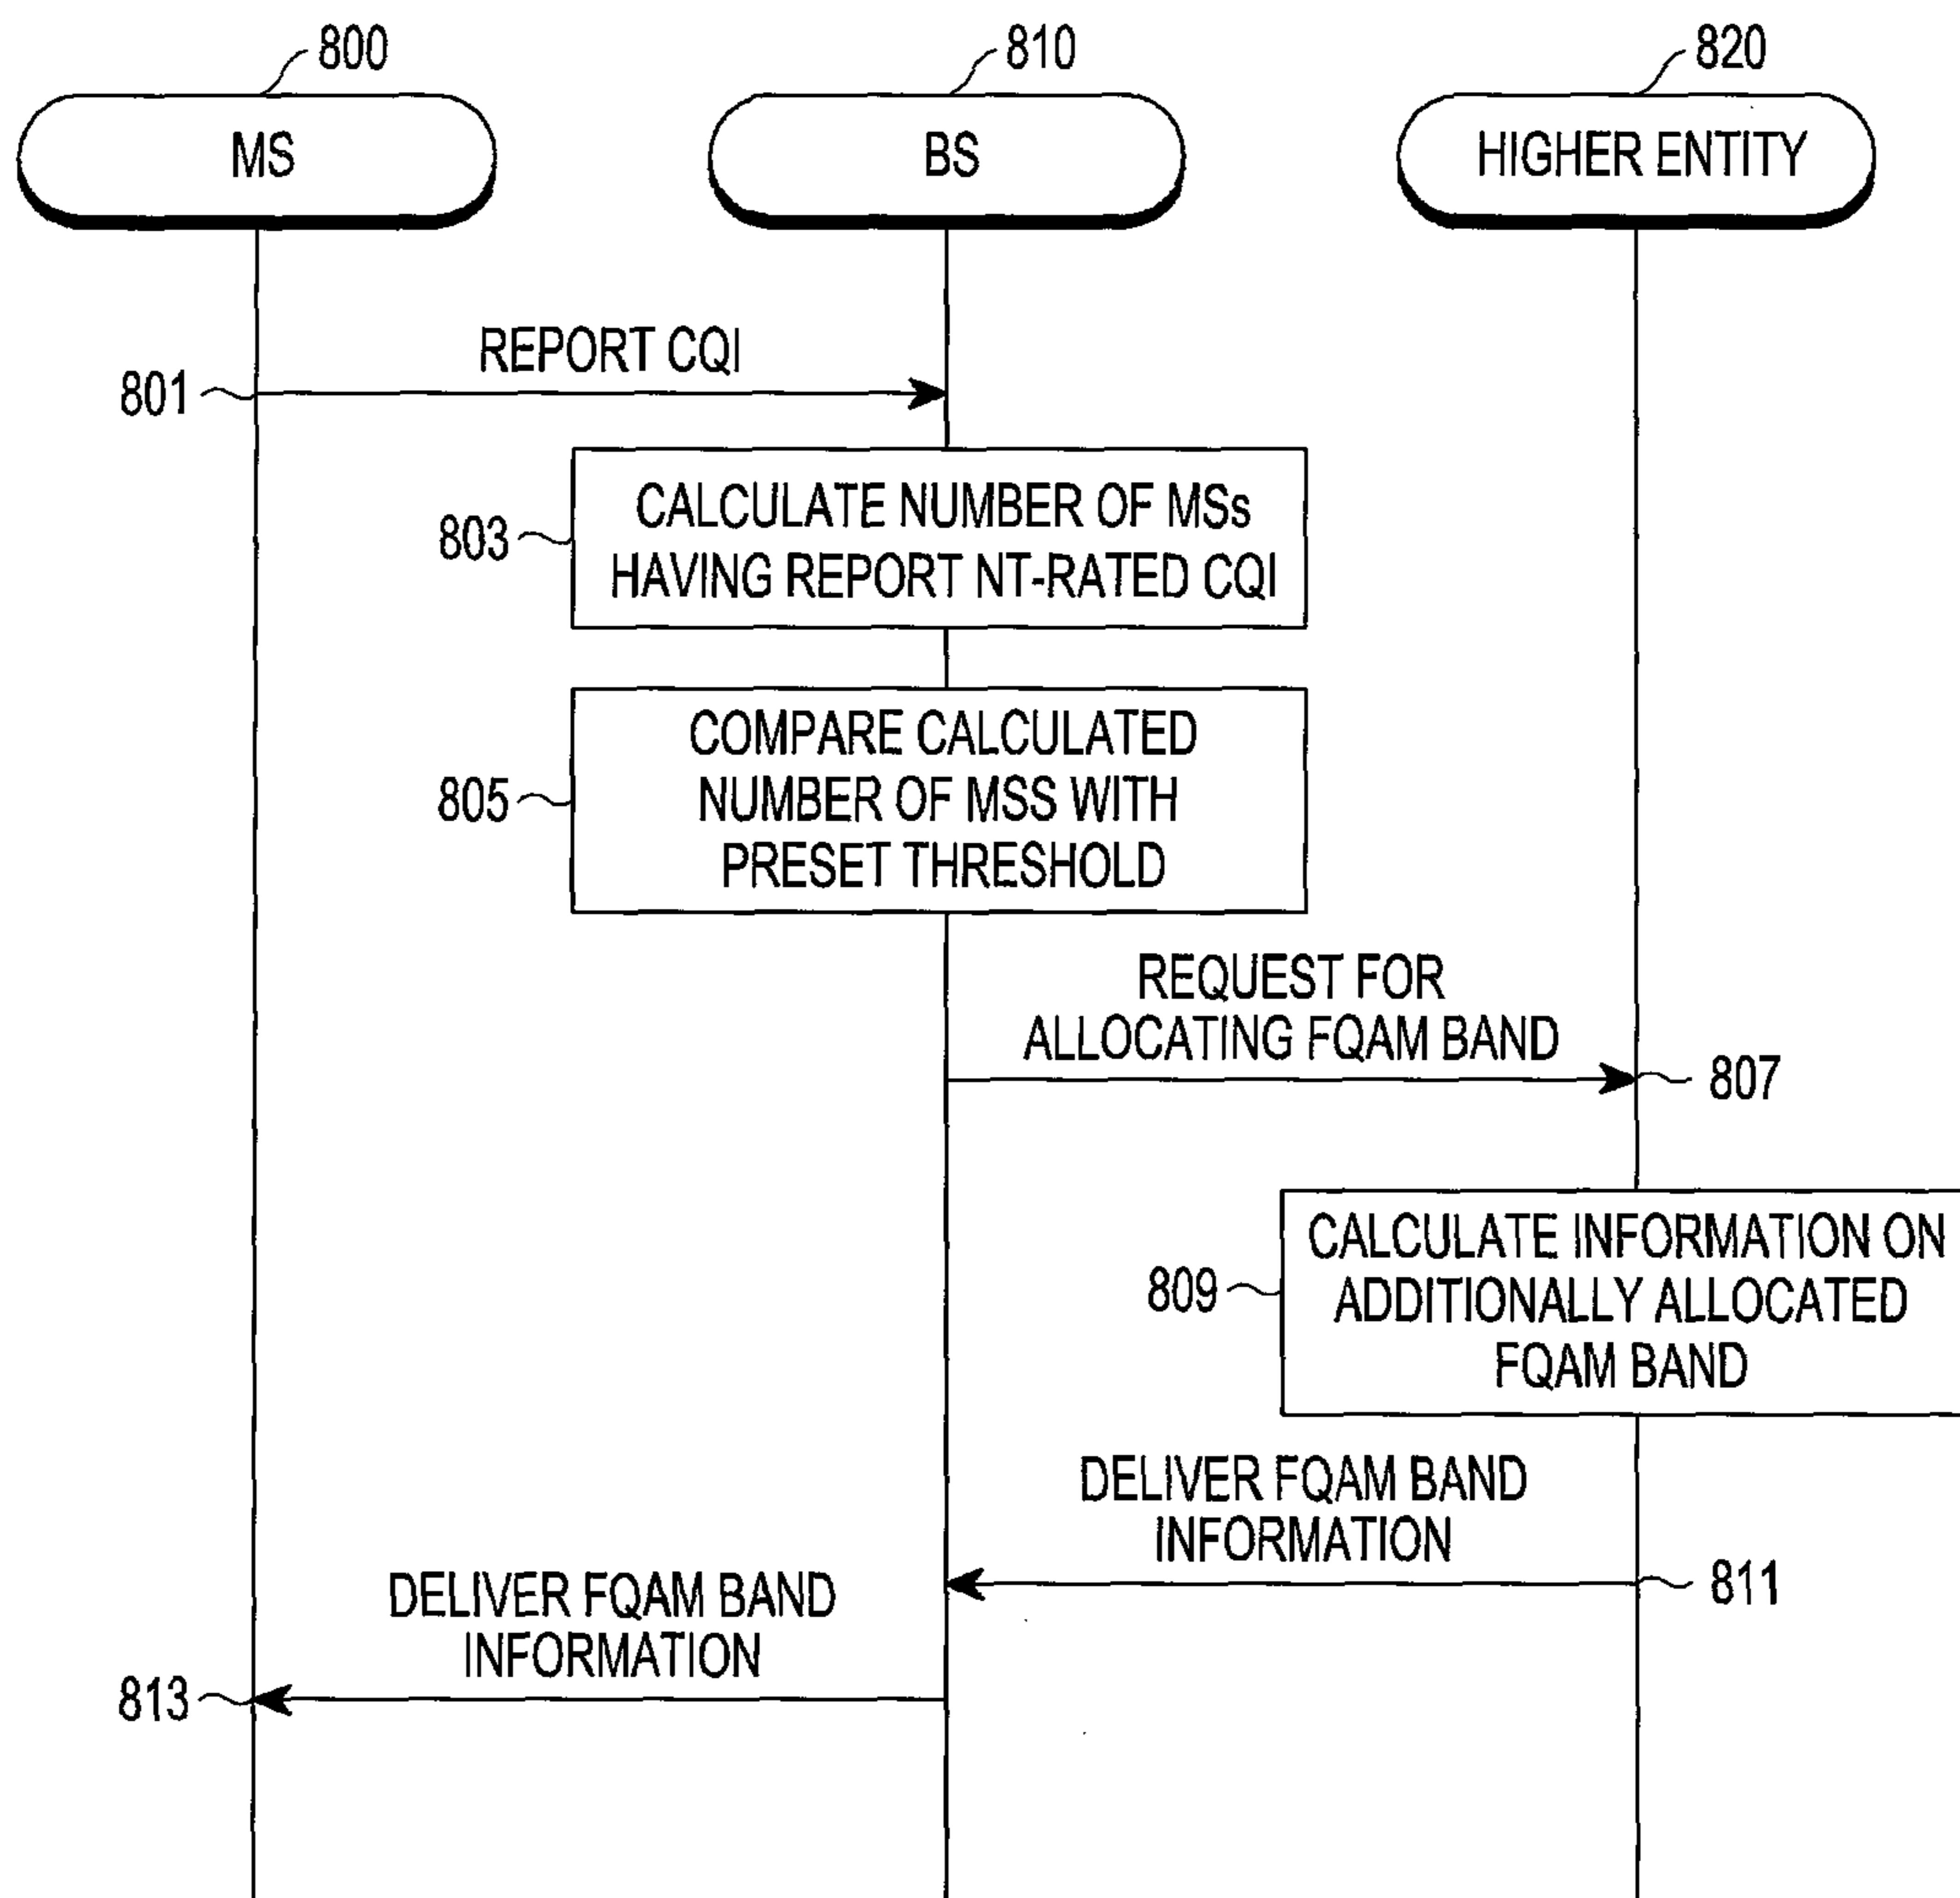 800
810
820
MS
BS
HIGHER ENTITY
REPORT CQI
801
CALCULATE NUMBER OF MSs
HAVING REPORT NT-RATED CQI
803
COMPARE CALCULATED
NUMBER OF MSS WITH
PRESET THRESHOLD
805
REQUEST FOR
ALLOCATING FQAM BAND
807
CALCULATE INFORMATION ON
ADDITIONALLY ALLOCATED
FQAM BAND
809
DELIVER FQAM BAND
INFORMATION
811
DELIVER FQAM BAND
INFORMATION
813